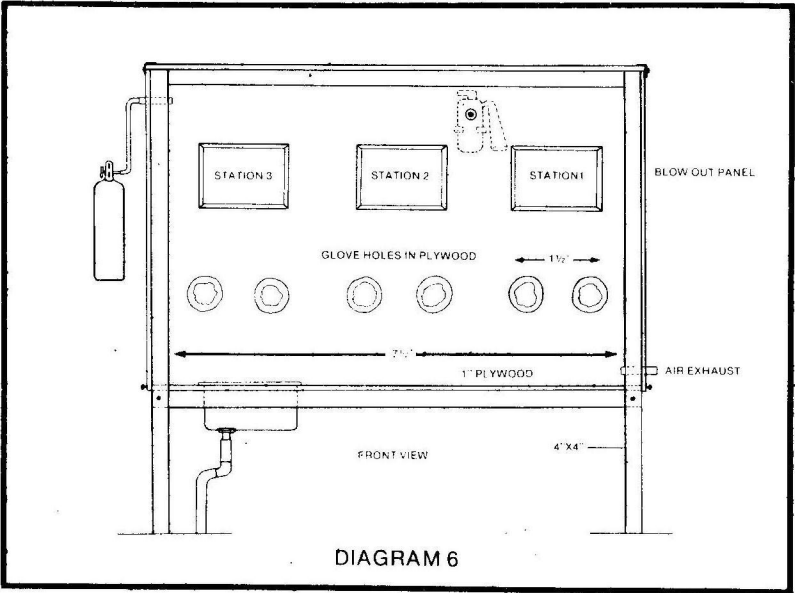 STATION 3
STATION 2
STATION 1
BLOW OUT PANEL
GLOVE HOLES IN PLYWOOD
1½"
7½'
1" PLYWOOD
AIR EXHAUST
FRONT VIEW
4"X4"
DIAGRAM 6